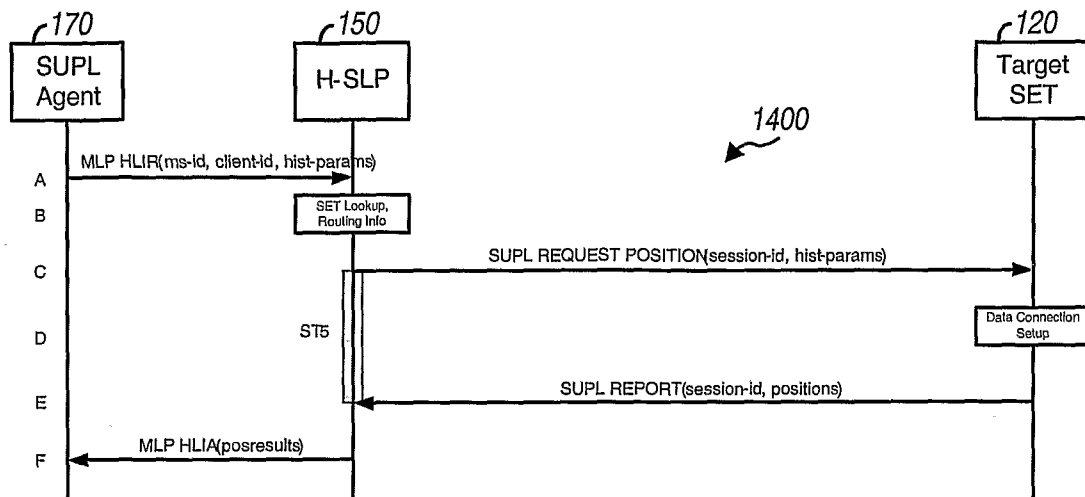 170
150
120
SUPL
Agent
H-SLP
Target
SET
1400
MLP HLIR(ms-id, client-id, hist-params)
A
B
SET Lookup,
Routing Info
SUPL REQUEST POSITION(session-id, hist-params)
C
ST5
D
Data Connection
Setup
SUPL REPORT(session-id, positions)
E
MLP HLIA(posresults)
F